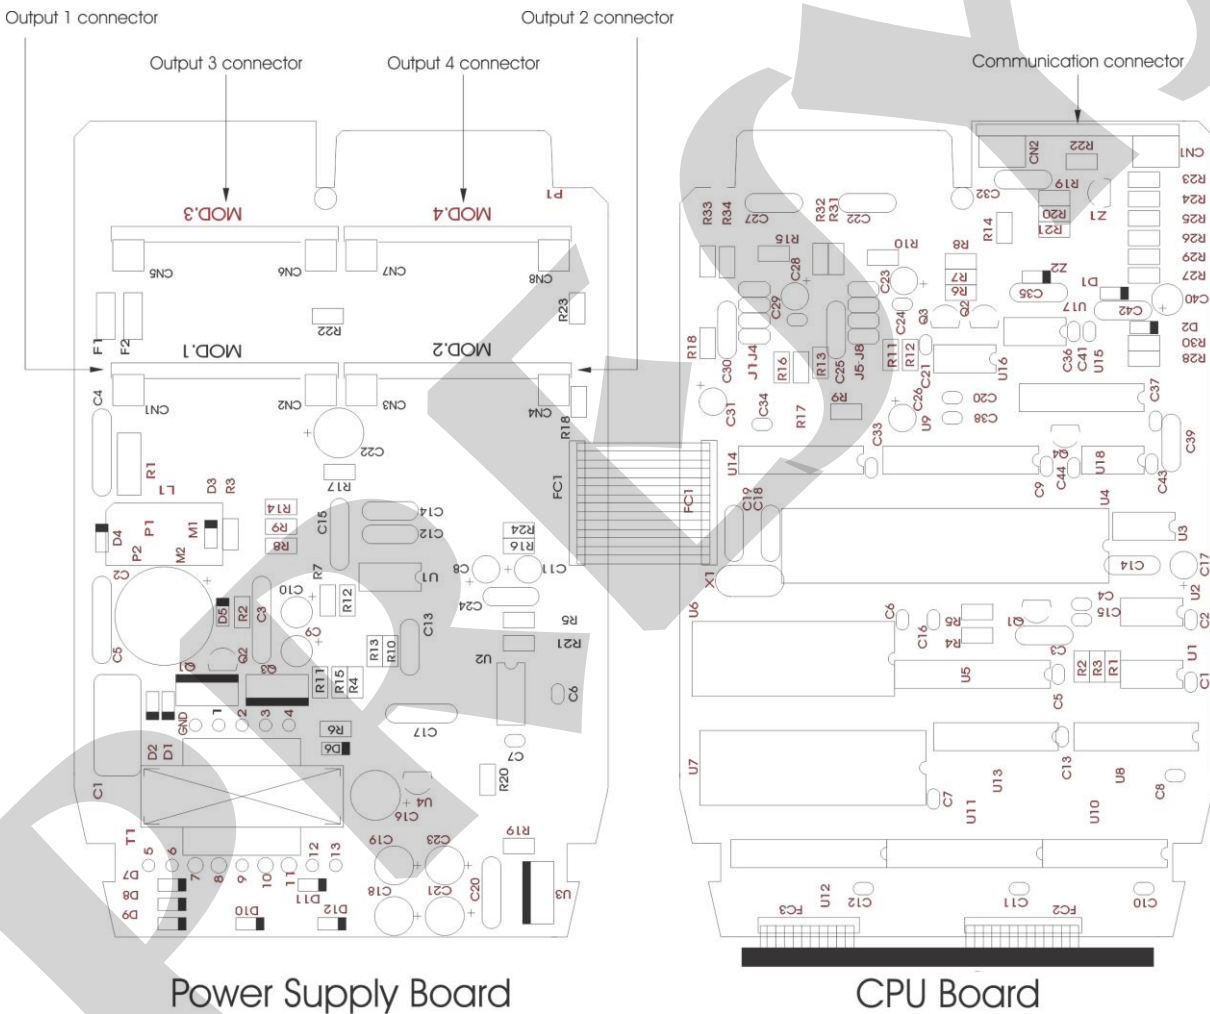 Output 1 connector
Output 2 connector
Output 3 connector
Output 4 connector
Communication connector
P1
MOD.3
MOD.4
CN5
CN6
CN7
CN8
F1
F2
R22
R23
MOD.1
MOD.2
C4
CN1
CN2
CN3
CN4
R18
C22
R1
R17
L1
D3
R3
FC1
FC1
R14
C15
C14
D4
P1
M1
R9
C12
R24
P2
M2
R8
R16
C2
R7
U1
C8
C11
C10
R12
C24
D5
R2
C3
C9
C13
R5
R13
R10
R21
C5
Q1
Q2
Q3
U2
R11
R15
R4
C6
GND
1
2
3
4
R6
C17
D2
D1
D6
C7
C1
R20
U4
C16
T1
C19
C23
R19
5
6
7
8
9
10
11
12
13
D7
D8
D9
D11
C18
C21
C20
U3
D10
D12
Power Supply Board
CN2
R22
CN1
C32
R19
R23
R33
R34
C27
R32
R31
C22
R20
Z1
R24
R14
R21
R25
R15
R10
R8
R26
C28
R7
Z2
R29
C23
R6
D1
R27
C29
C35
C40
C24
Q3
Q2
U17
C42
D2
R18
R30
C30
J1·J4
R16
R13
C25
J5·J8
R11
R12
C21
U16
C36
C41
U15
R28
C31
C34
R17
R9
C26
C20
C37
U9
C38
C33
Q4
C39
U14
C9
C44
U18
C43
C19
C18
U4
U3
X1
C14
C17
U6
C6
C16
R5
Q1
C4
C15
U2
C2
R4
C3
U5
C5
R2
R3
R1
U1
C1
U7
C7
U13
C13
U8
C8
U11
U10
U12
C12
C11
C10
FC3
FC2
CPU Board